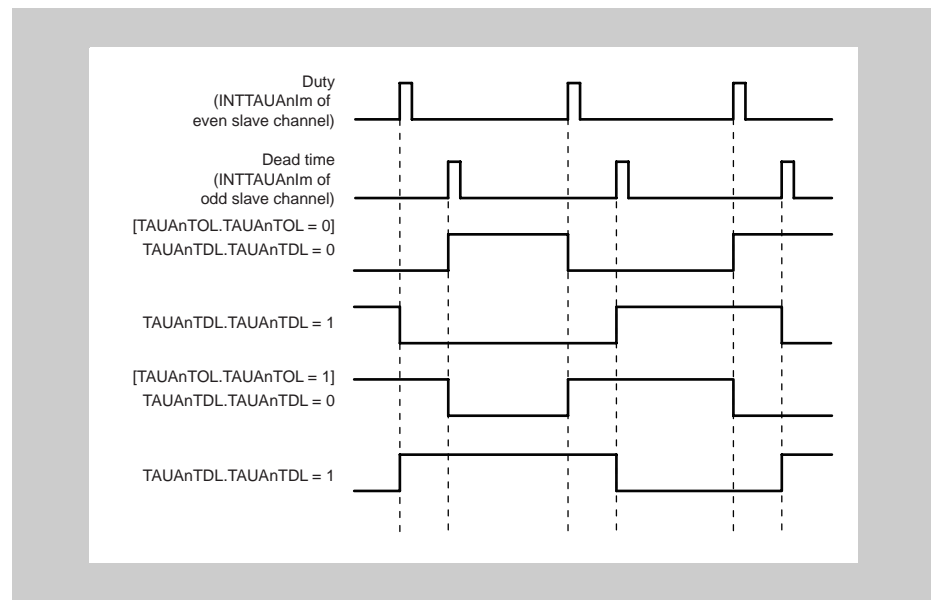 Duty
(INTTAUAnIm of
even slave channel)
Dead time
(INTTAUAnIm of
odd slave channel)
[TAUAnTOL.TAUAnTOL = 0]
TAUAnTDL.TAUAnTDL = 0
TAUAnTDL.TAUAnTDL = 1
[TAUAnTOL.TAUAnTOL = 1]
TAUAnTDL.TAUAnTDL = 0
TAUAnTDL.TAUAnTDL = 1